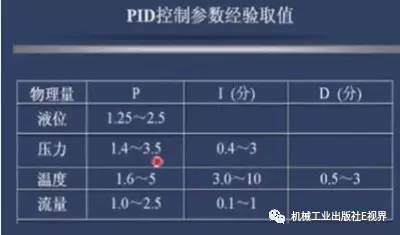 PID控制参数经验取值
物理量 P I (分) D (分)
液位 1.25～2.5
压力 1.4～3.5 0.4～3
温度 1.6～5 3.0～10 0.5～3
流量 1.0～2.5 0.1～1
机械工业出版社E视界